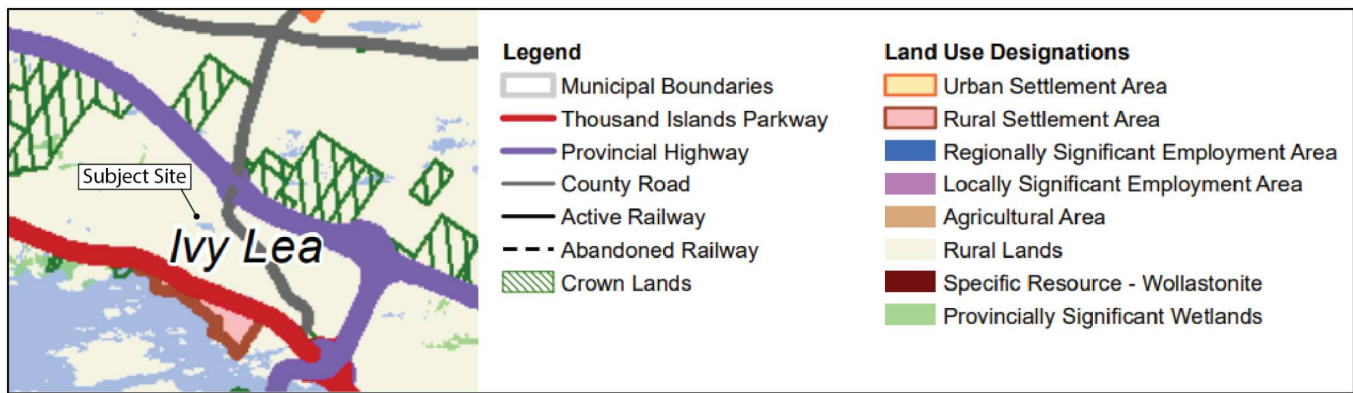 Subject Site
Ivy Lea
Legend
Municipal Boundaries
Thousand Islands Parkway
Provincial Highway
County Road
Active Railway
Abandoned Railway
Crown Lands
Land Use Designations
Urban Settlement Area
Rural Settlement Area
Regionally Significant Employment Area
Locally Significant Employment Area
Agricultural Area
Rural Lands
Specific Resource - Wollastonite
Provincially Significant Wetlands